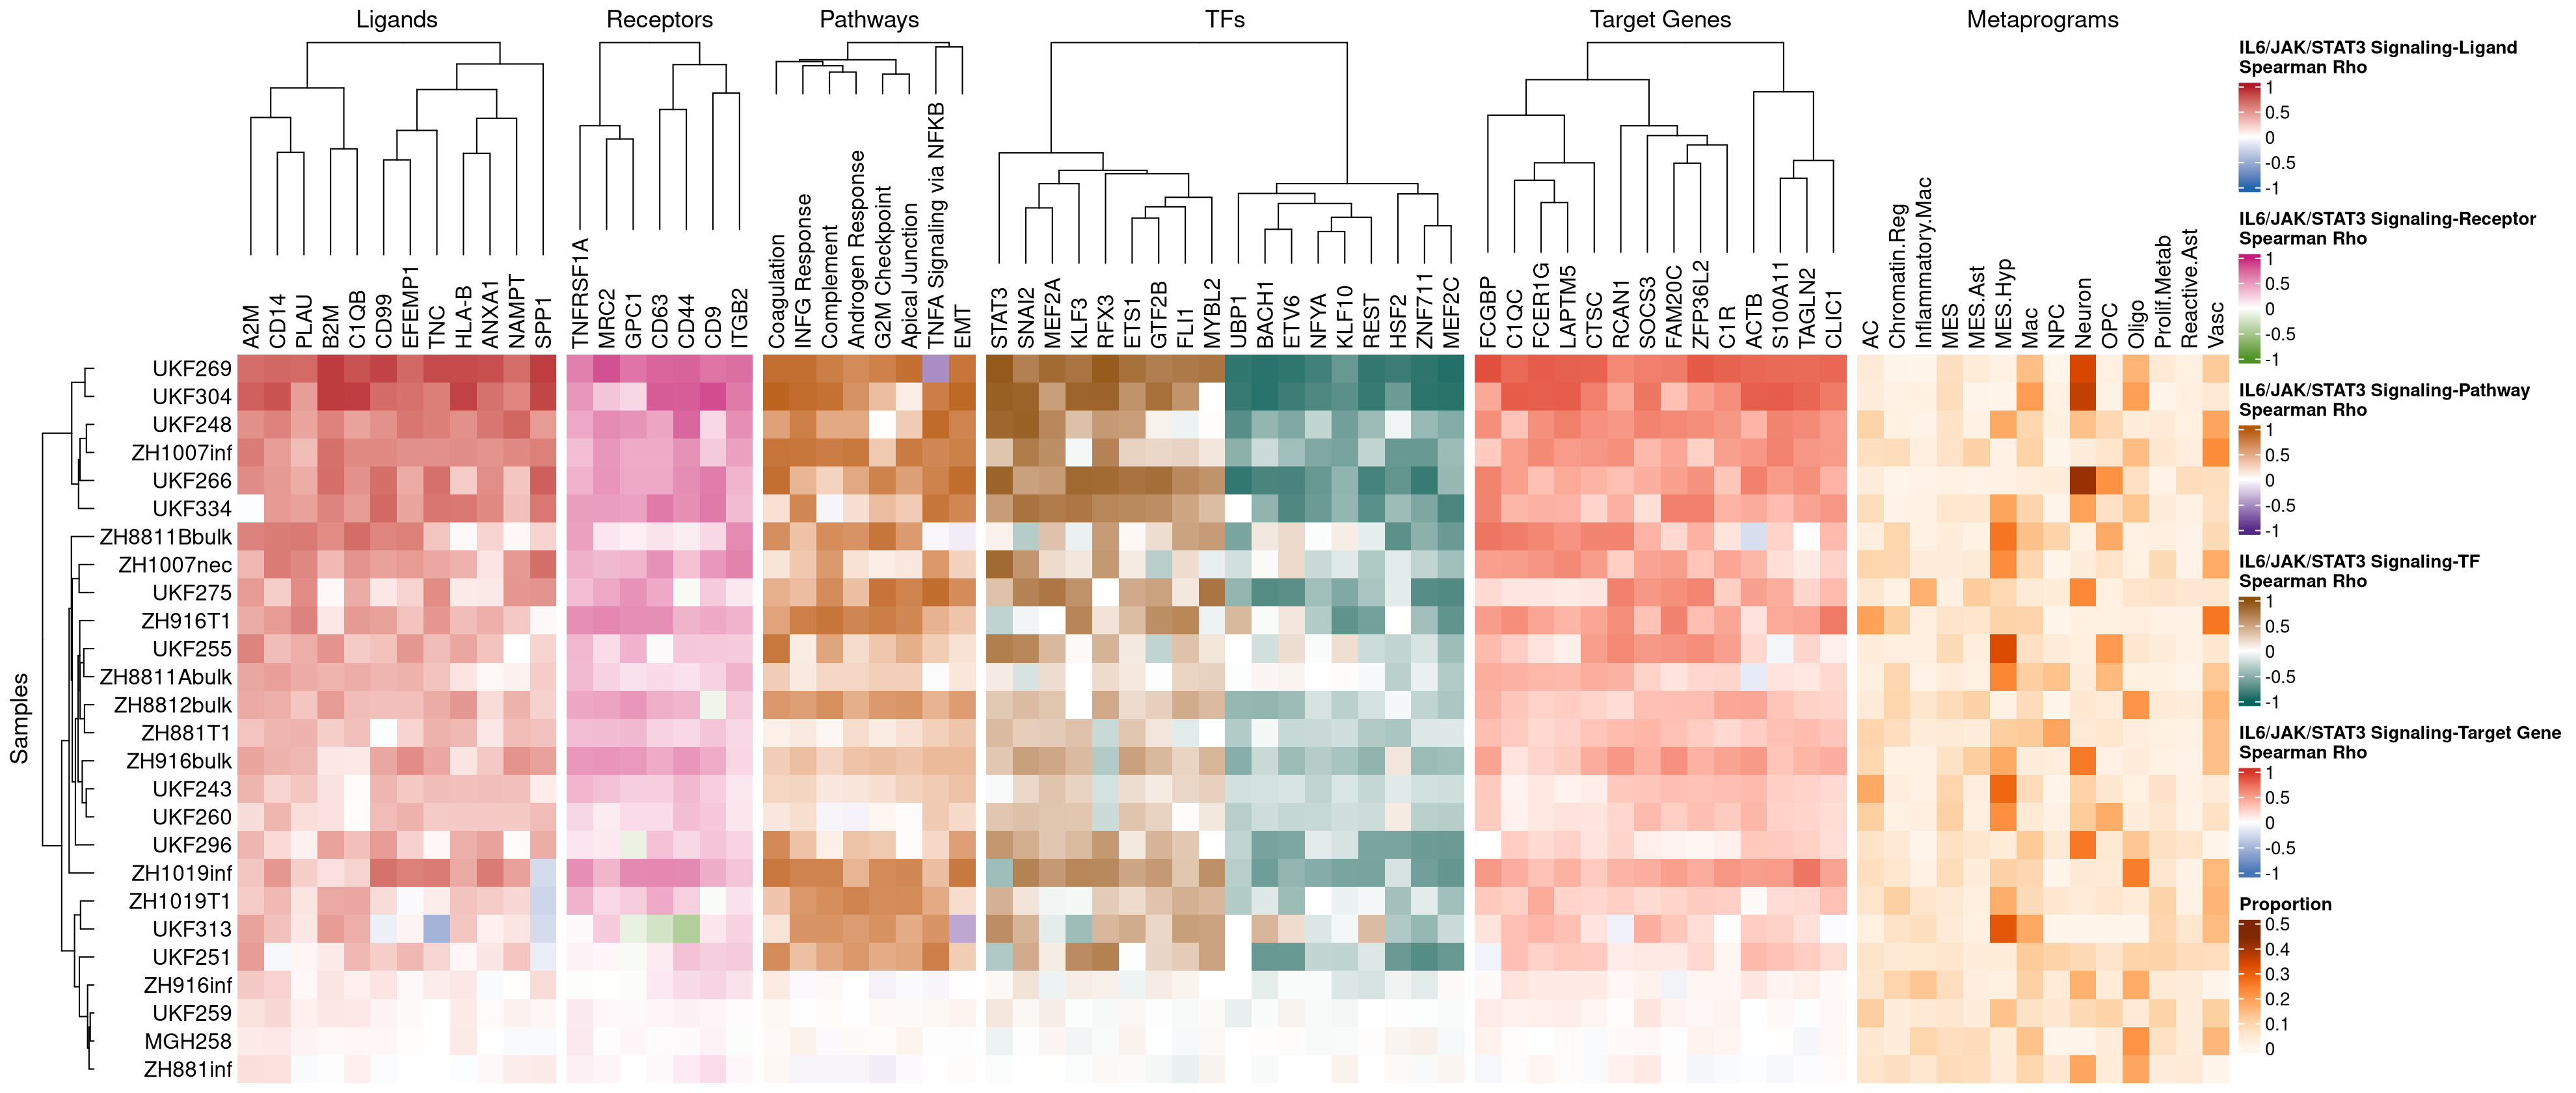 Ligands
Receptors
Pathways
TFs
Target Genes
Metaprograms
A2M
CD14
PLAU
B2M
C1QB
CD99
EFEMP1
TNC
HLA-B
ANXA1
NAMPT
SPP1
TNFRSF1A
MRC2
GPC1
CD63
CD44
CD9
ITGB2
Coagulation
INFG Response
Complement
Androgen Response
G2M Checkpoint
Apical Junction
TNFA Signaling via NFKB
EMT
STAT3
SNAI2
MEF2A
KLF3
RFX3
ETS1
GTF2B
FLI1
MYBL2
UBP1
BACH1
ETV6
NFYA
KLF10
REST
HSF2
ZNF711
MEF2C
FCGBP
C1QC
FCER1G
LAPTM5
CTSC
RCAN1
SOCS3
FAM20C
ZFP36L2
C1R
ACTB
S100A11
TAGLN2
CLIC1
AC
Chromatin.Reg
Inflammatory.Mac
MES
MES.Ast
MES.Hyp
Mac
NPC
Neuron
OPC
Oligo
Prolif.Metab
Reactive.Ast
Vasc
Samples
UKF269
UKF304
UKF248
ZH1007inf
UKF266
UKF334
ZH8811Bbulk
ZH1007nec
UKF275
ZH916T1
UKF255
ZH8811Abulk
ZH8812bulk
ZH881T1
ZH916bulk
UKF243
UKF260
UKF296
ZH1019inf
ZH1019T1
UKF313
UKF251
ZH916inf
UKF259
MGH258
ZH881inf
IL6/JAK/STAT3 Signaling-Ligand
Spearman Rho
1
0.5
0
-0.5
-1
IL6/JAK/STAT3 Signaling-Receptor
Spearman Rho
1
0.5
0
-0.5
-1
IL6/JAK/STAT3 Signaling-Pathway
Spearman Rho
1
0.5
0
-0.5
-1
IL6/JAK/STAT3 Signaling-TF
Spearman Rho
1
0.5
0
-0.5
-1
IL6/JAK/STAT3 Signaling-Target Gene
Spearman Rho
1
0.5
0
-0.5
-1
Proportion
0.5
0.4
0.3
0.2
0.1
0